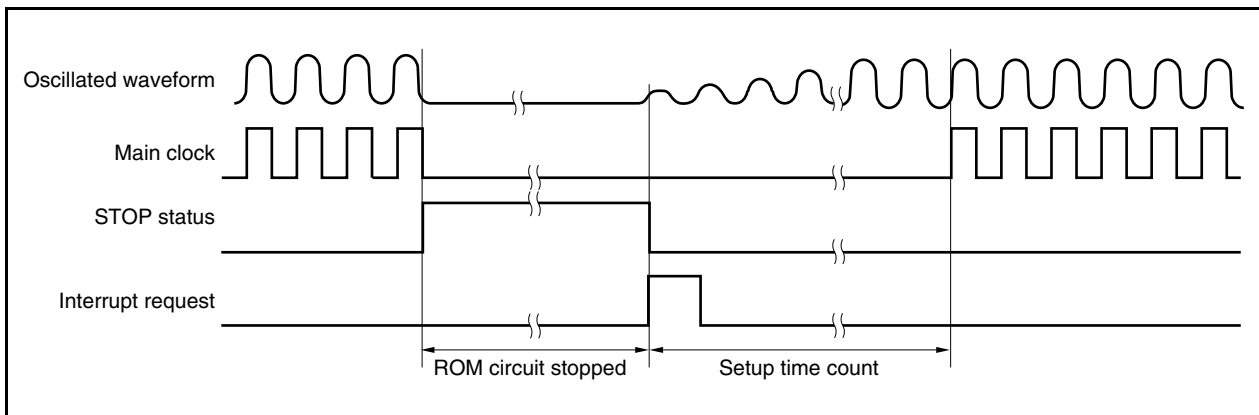 Oscillated waveform
Main clock
STOP status
Interrupt request
ROM circuit stopped
Setup time count